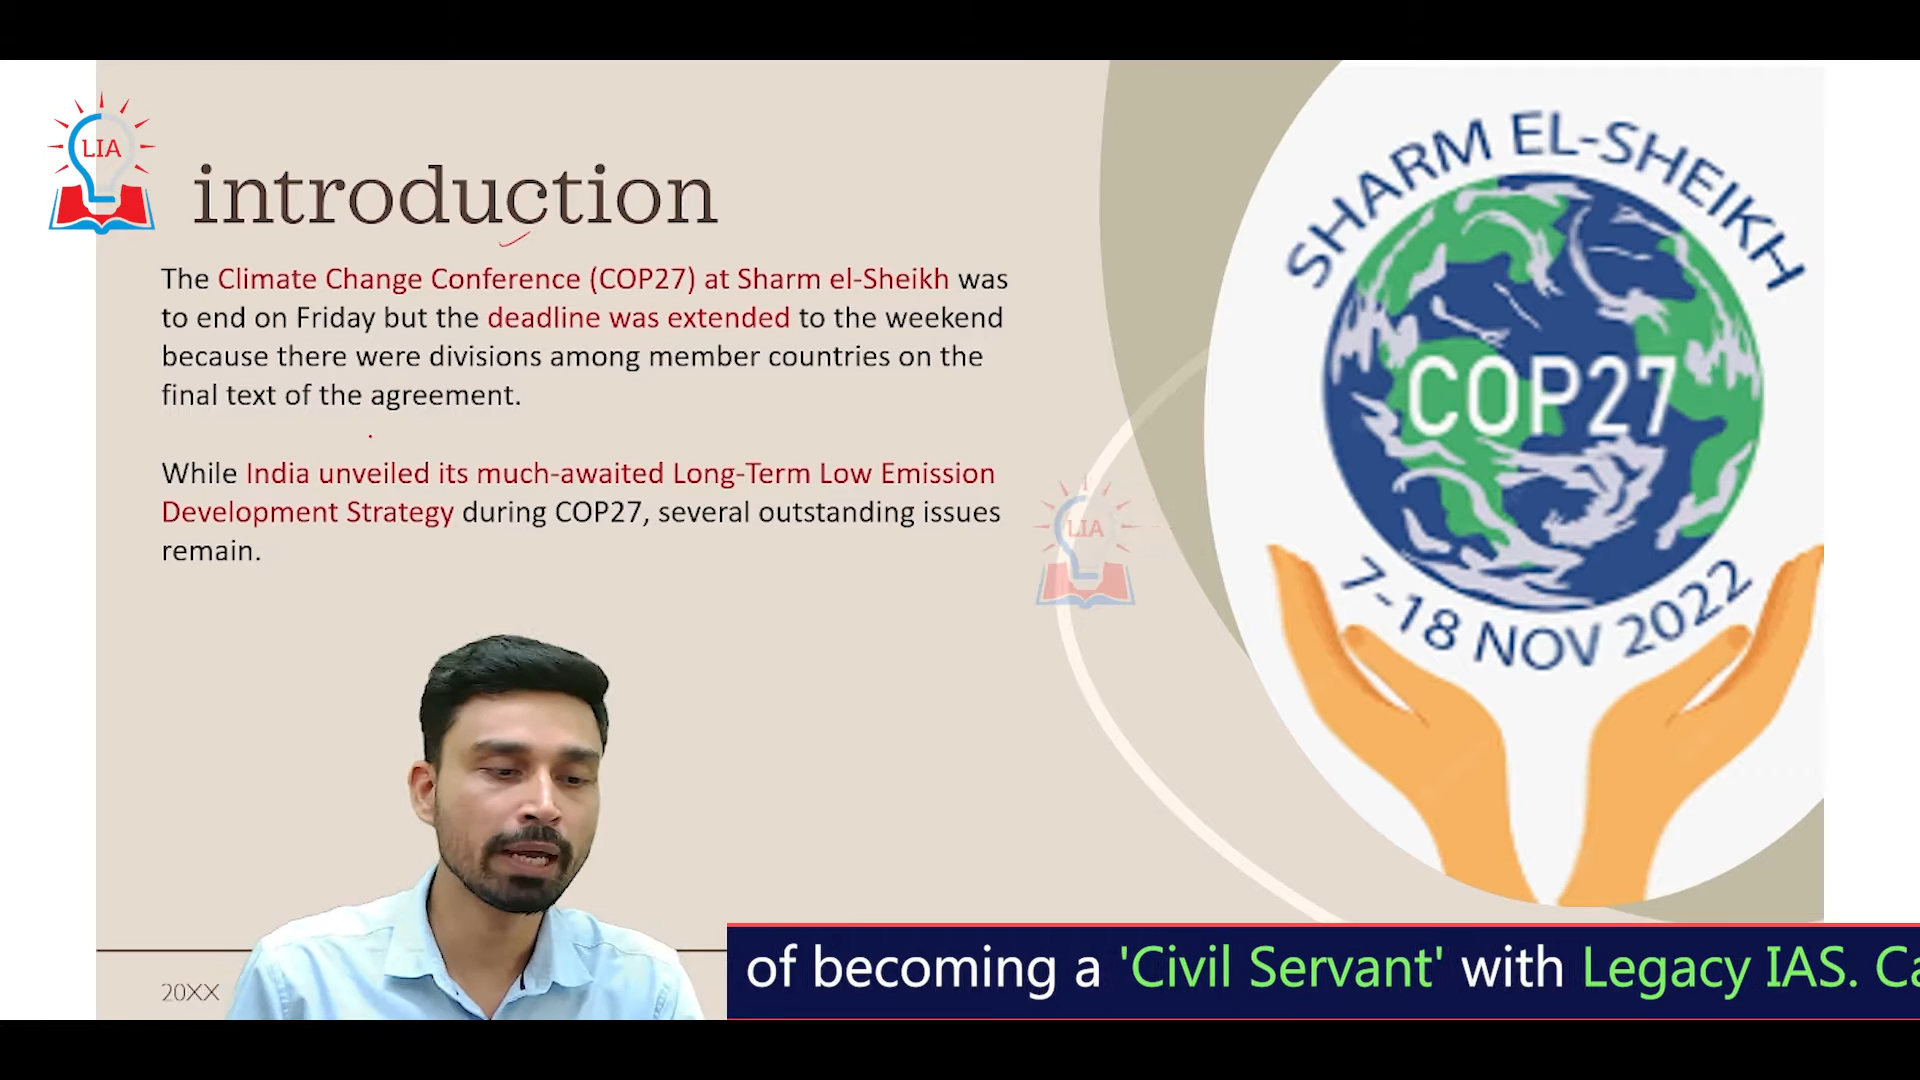 LIA
introduction
The Climate Change Conference (COP27) at Sharm el-Sheikh was
to end on Friday but the deadline was extended to the weekend
because there were divisions among member countries on the
final text of the agreement.
While India unveiled its much-awaited Long-Term Low Emission
Development Strategy during COP27, several outstanding issues
remain.
LIA
SHARM EL-SHEIKH
COP27
7-18 NOV 2022
20XX
of becoming a 'Civil Servant' with Legacy IAS. Ca